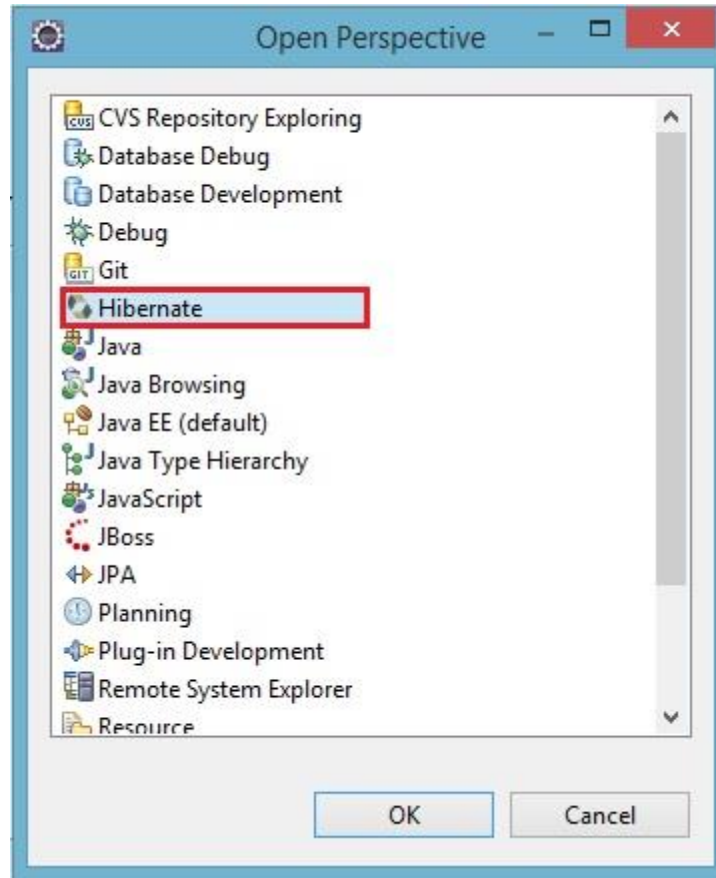 Open Perspective
CVS Repository Exploring
Database Debug
Database Development
Debug
GIT Git
Hibernate
Java
Java Browsing
Java EE (default)
Java Type Hierarchy
JavaScript
JBoss
JPA
Planning
Plug-in Development
Remote System Explorer
Resource
OK Cancel